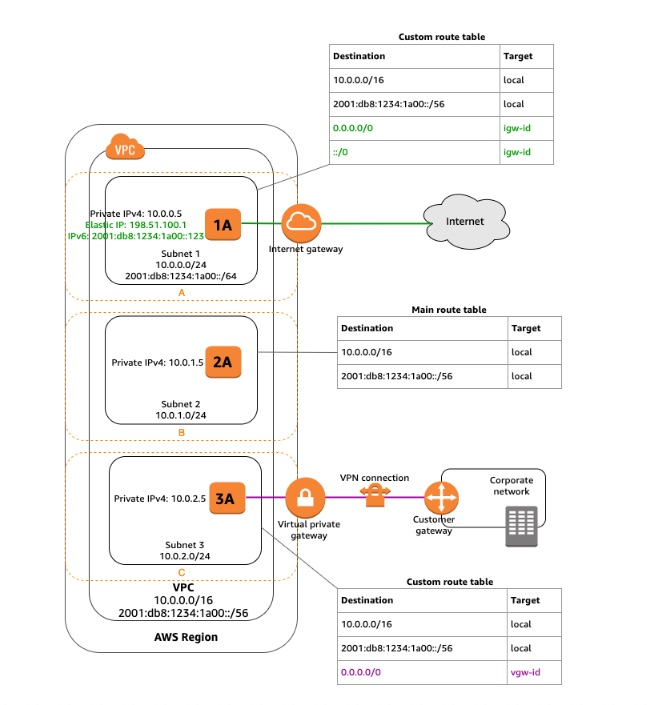 Custom route table
Destination Target
10.0.0.0/16 local
2001:db8:1234:1a00::/56 local
0.0.0.0/0 igw-id
::/0 igw-id
VPC
Private IPv4: 10.0.0.5
Elastic IP: 198.51.100.1
IPv6: 2001:db8:1234:1a00::123
1A
Internet gateway
Internet
Subnet 1
10.0.0.0/24
2001:db8:1234:1a00::/64
A
Main route table
Destination Target
10.0.0.0/16 local
2001:db8:1234:1a00::/56 local
Private IPv4: 10.0.1.5
2A
Subnet 2
10.0.1.0/24
B
Private IPv4: 10.0.2.5
3A
Virtual private
gateway
VPN connection
Customer
gateway
Corporate
network
Subnet 3
10.0.2.0/24
C
VPC
10.0.0.0/16
2001:db8:1234:1a00::/56
AWS Region
Custom route table
Destination Target
10.0.0.0/16 local
2001:db8:1234:1a00::/56 local
0.0.0.0/0 vgw-id